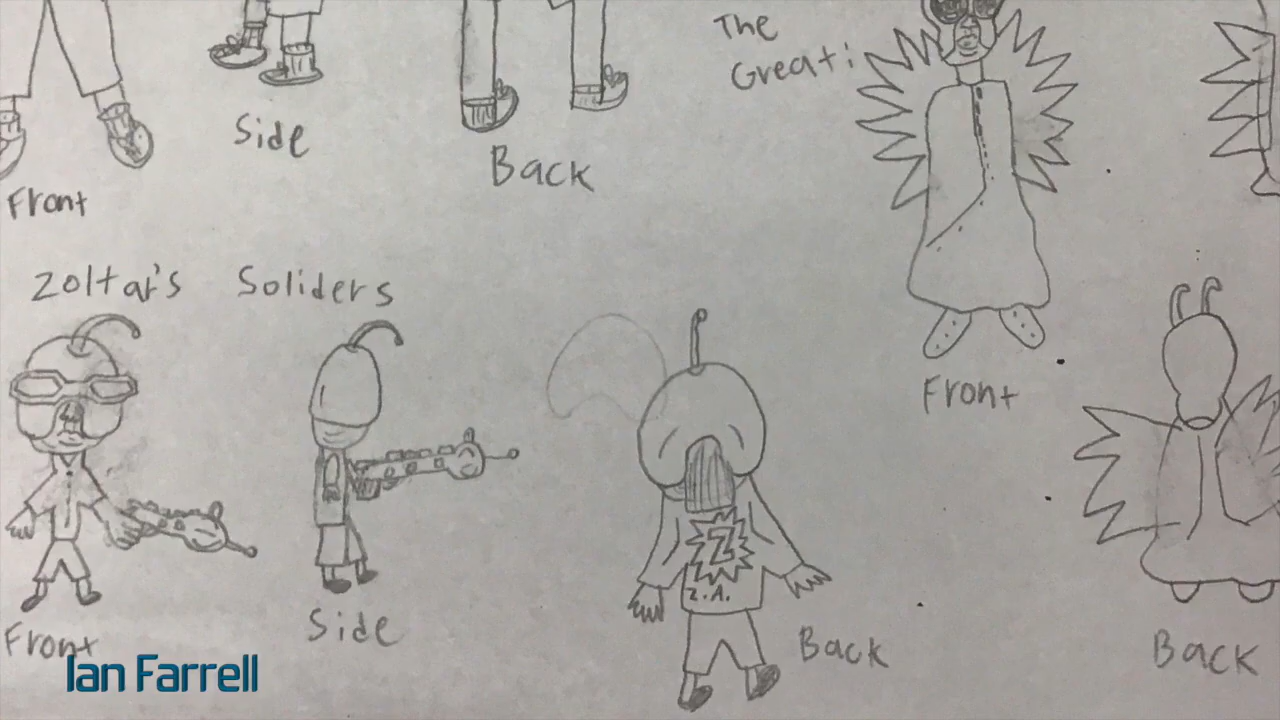 The
Great!
Side
Back
Front
Zoltar's Soliders
Front
Z
Z.A.
Side
Back
Front
Back
Ian Farrell